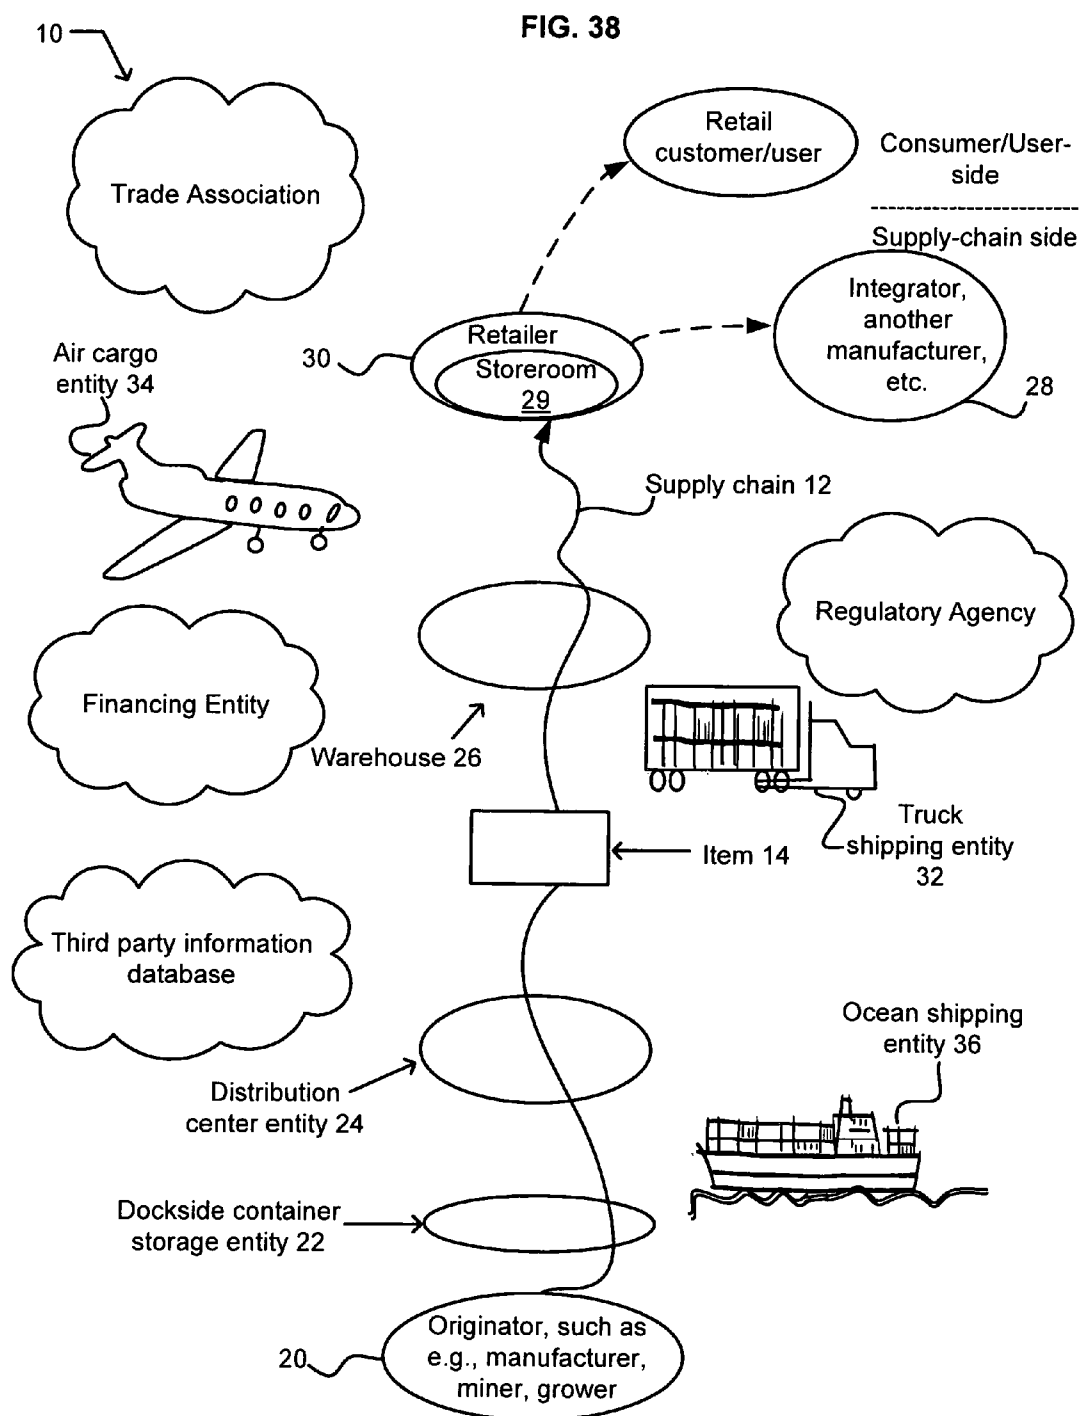 FIG. 38
10
Trade Association
Retail
customer/user
Consumer/User-
side
Supply-chain side
Integrator,
another
manufacturer,
etc.
28
Retailer
Storeroom
29
30
Air cargo
entity 34
Supply chain 12
Regulatory Agency
Financing Entity
Warehouse 26
Truck
shipping entity
32
Item 14
Third party information
database
Ocean shipping
entity 36
Distribution
center entity 24
Dockside container
storage entity 22
Originator, such as
e.g., manufacturer,
miner, grower
20